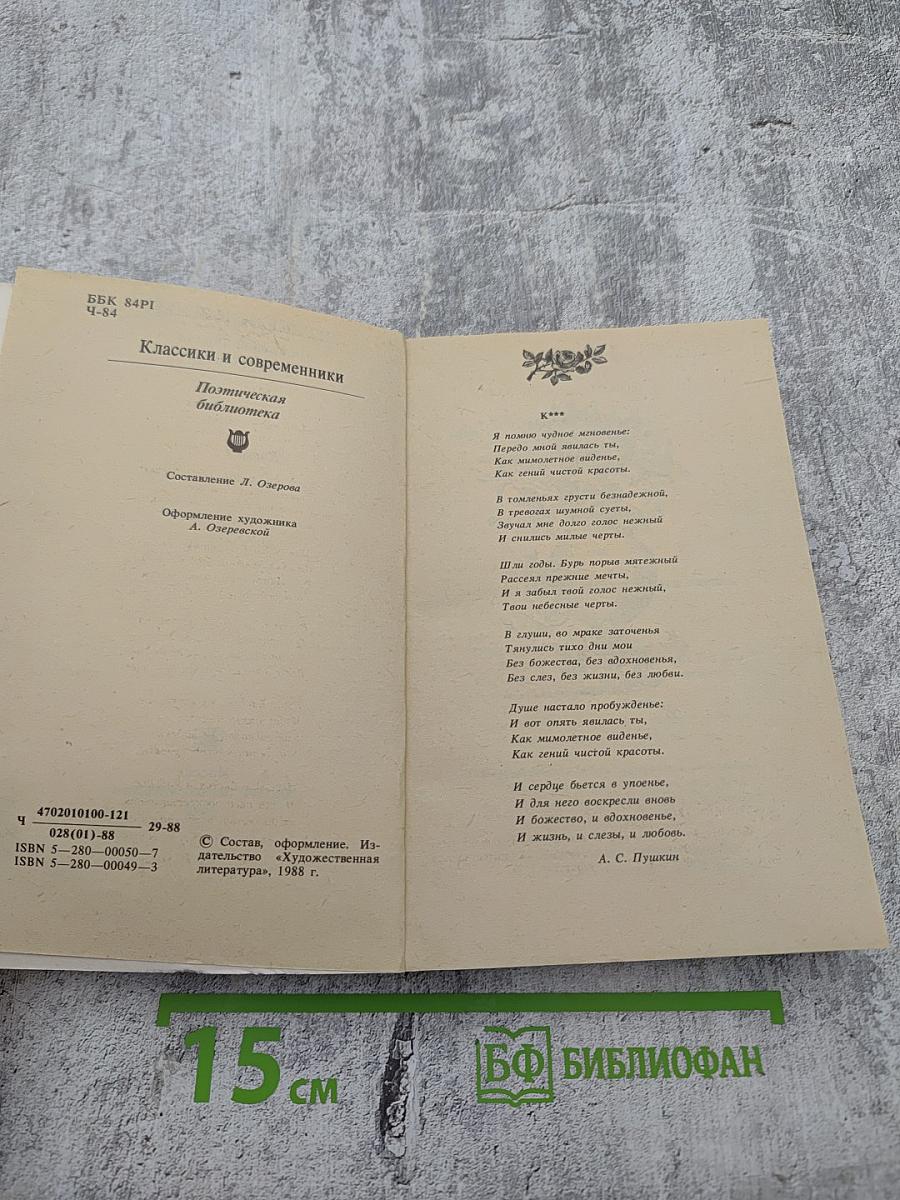 ББК 84PI
Ч-84
Классики и современники
Поэтическая
библиотека
Составление Л. Озерова
Оформление художника
А. Озеревской
Ч 4702010100-121
028(01)-88
29-88
ISBN 5—280—00050—7
ISBN 5—280—00049—3
© Состав, оформление. Из-
дательство «Художественная
литература», 1988 г.
К***
Я помню чудное мгновенье:
Передо мной явилась ты,
Как мимолетное виденье,
Как гений чистой красоты.
В томленьях грусти безнадежной,
В тревогах шумной суеты,
Звучал мне долго голос нежный
И снились милые черты.
Шли годы. Бурь порыв мятежный
Рассеял прежние мечты,
И я забыл твой голос нежный,
Твои небесные черты.
В глуши, во мраке заточенья
Тянулись тихо дни мои
Без божества, без вдохновенья,
Без слез, без жизни, без любви.
Душе настало пробужденье:
И вот опять явилась ты,
Как мимолетное виденье,
Как гений чистой красоты.
И сердце бьется в упоенье,
И для него воскресли вновь
И божество, и вдохновенье,
И жизнь, и слезы, и любовь.
А. С. Пушкин
15 см
БФ БИБЛИОФАН